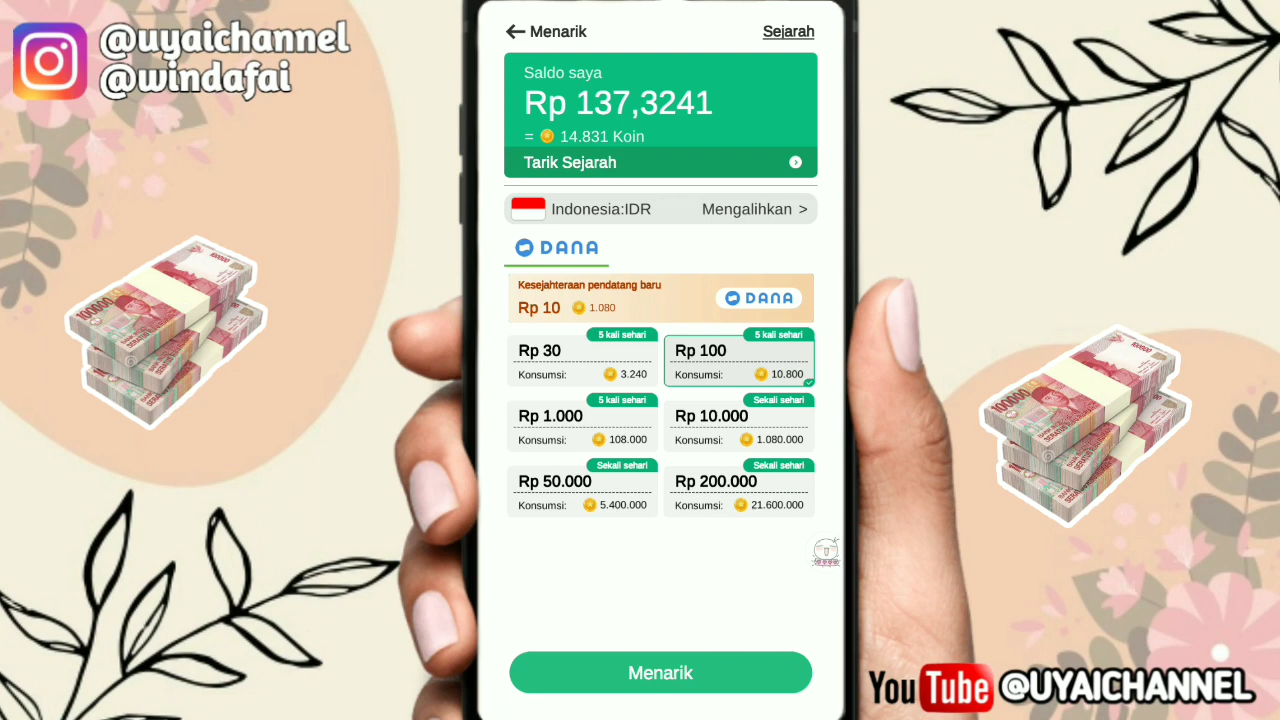 @uyaichannel
@windafai
Menarik
Sejarah
Saldo saya
Rp 137,3241
= 14.831 Koin
Tarik Sejarah
Indonesia:IDR
Mengalihkan >
DANA
Kesejahteraan pendatang baru
Rp 10 1.080
DANA
5 kali sehari
Rp 30
Konsumsi: 3.240
5 kali sehari
Rp 100
Konsumsi: 10.800
5 kali sehari
Rp 1.000
Konsumsi: 108.000
Sekali sehari
Rp 10.000
Konsumsi: 1.080.000
Sekali sehari
Rp 50.000
Konsumsi: 5.400.000
Sekali sehari
Rp 200.000
Konsumsi: 21.600.000
Menarik
100000
100000
100000
100000
YouTube @UYAICHANNEL